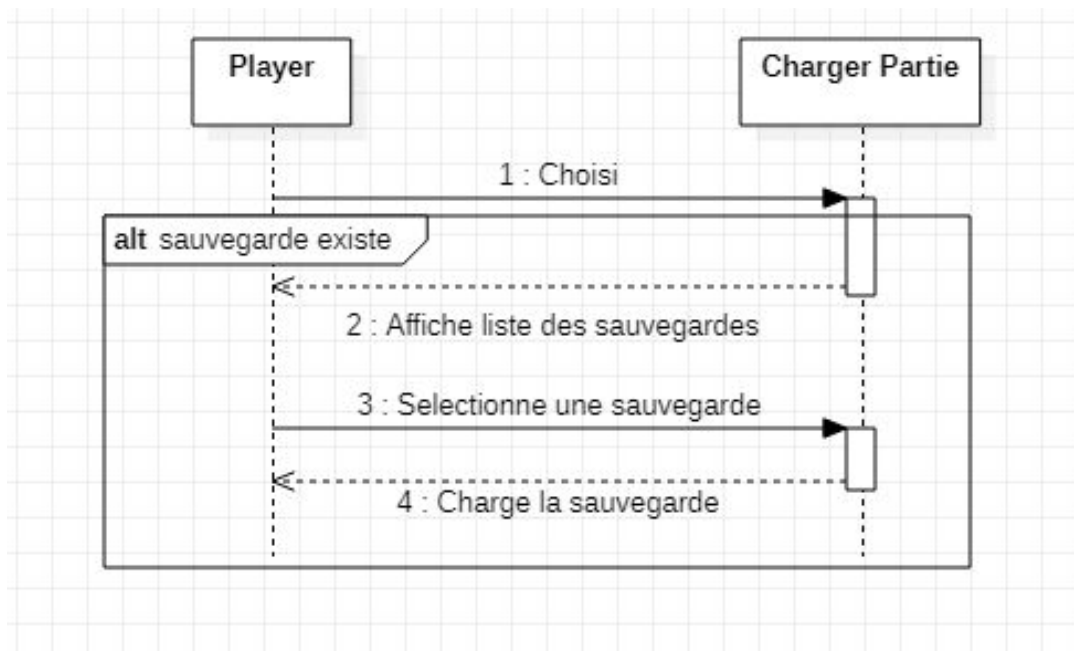 Player
Charger Partie
1 : Choisi
alt sauvegarde existe
2 : Affiche liste des sauvegardes
3 : Selectionne une sauvegarde
4 : Charge la sauvegarde